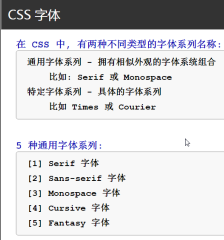 CSS 字体
在 CSS 中, 有两种不同类型的字体系列名称:
通用字体系列 - 拥有相似外观的字体系统组合
比如: Serif 或 Monospace
特定字体系列 - 具体的字体系列
比如 Times 或 Courier
5 种通用字体系列:
[1] Serif 字体
[2] Sans-serif 字体
[3] Monospace 字体
[4] Cursive 字体
[5] Fantasy 字体